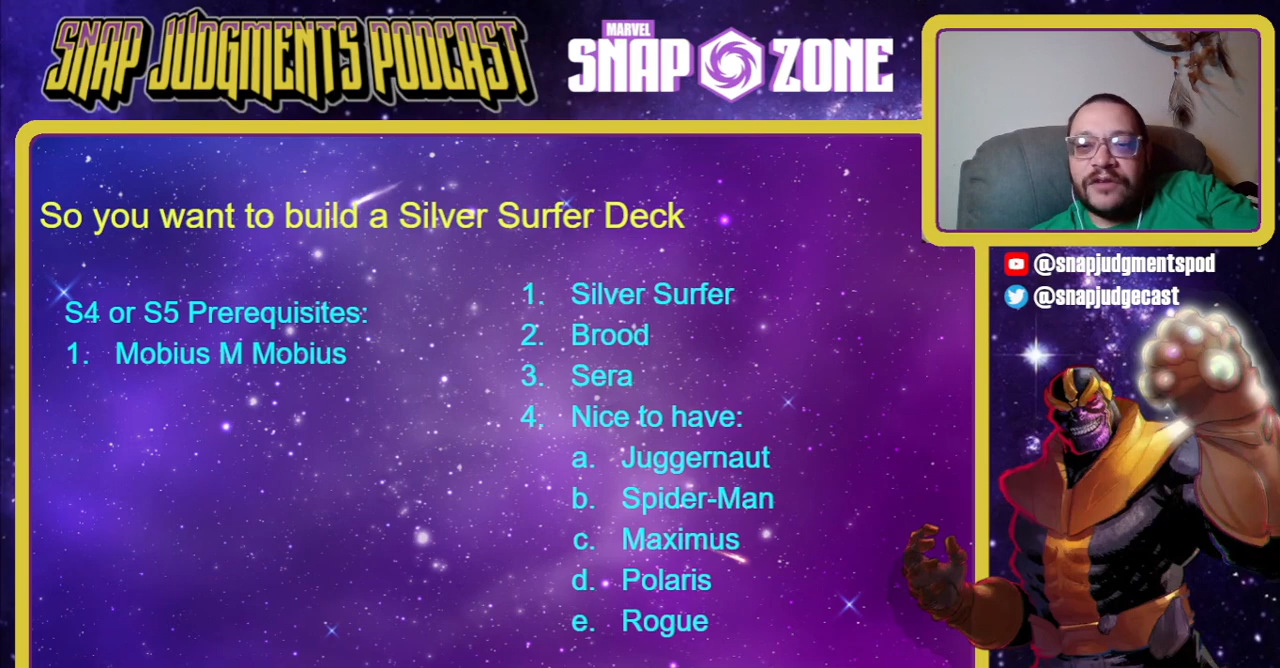 SNAP JUDGMENTS PODCAST
MARVEL
SNAP ZONE
So you want to build a Silver Surfer Deck
S4 or S5 Prerequisites:
1. Mobius M Mobius
1. Silver Surfer
2. Brood
3. Sera
4. Nice to have:
a. Juggernaut
b. Spider-Man
c. Maximus
d. Polaris
e. Rogue
@snapjudgmentspod
@snapjudgecast